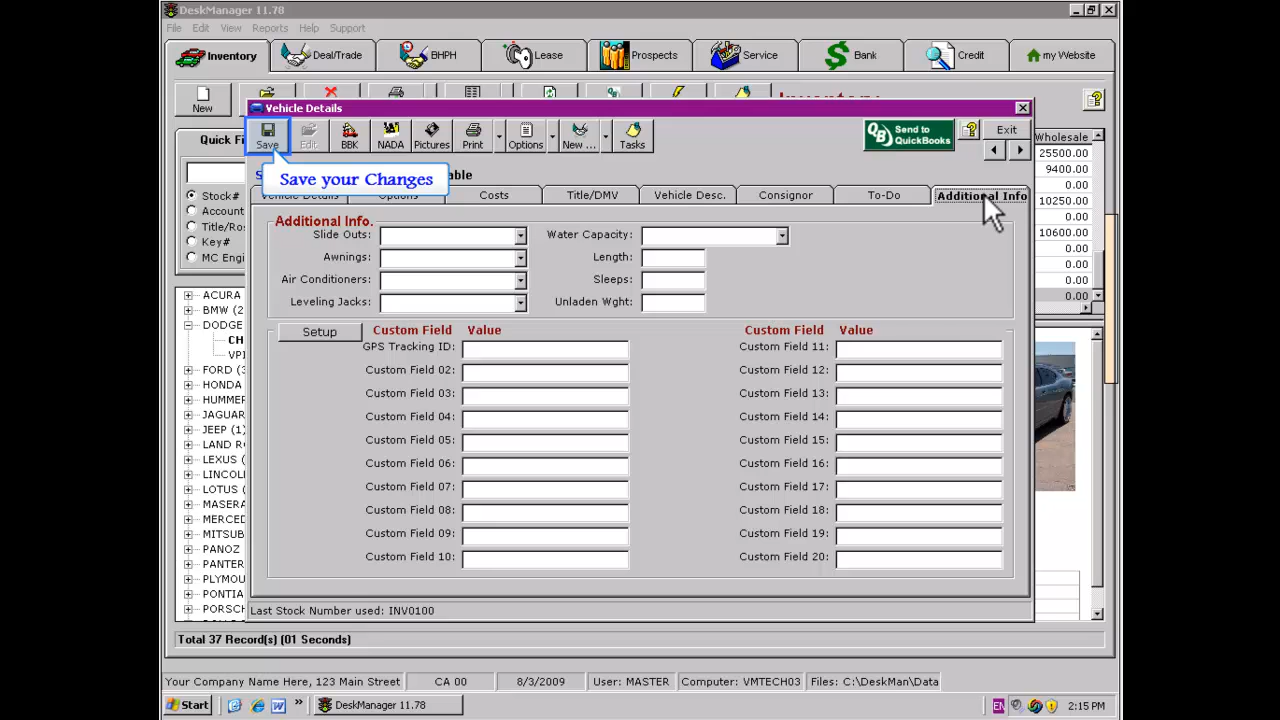 DeskManager 11.78
File Edit View Reports Help Support
Inventory Deal/Trade BHPH Lease Prospects Service Bank Credit my Website
New
Vehicle Details
Save Edit BBK NADA Pictures Print Options New ... Tasks Send to QuickBooks Exit
Quick Fi
Save your Changes
Costs Title/DMV Vehicle Desc. Consignor To-Do Additional Info
Stock#
Account
Title/Ros
Key#
MC Engi
Additional Info.
Slide Outs: Water Capacity:
Awnings: Length:
Air Conditioners: Sleeps:
Leveling Jacks: Unladen Wght:
Setup Custom Field Value Custom Field Value
GPS Tracking ID: Custom Field 11:
Custom Field 02: Custom Field 12:
Custom Field 03: Custom Field 13:
Custom Field 04: Custom Field 14:
Custom Field 05: Custom Field 15:
Custom Field 06: Custom Field 16:
Custom Field 07: Custom Field 17:
Custom Field 08: Custom Field 18:
Custom Field 09: Custom Field 19:
Custom Field 10: Custom Field 20:
Last Stock Number used: INV0100
Wholesale
25500.00
9400.00
0.00
10250.00
0.00
10600.00
0.00
0.00
0.00
ACURA
BMW (2
DODGE
CH
VPI
FORD (3
HONDA
HUMME
JAGUAR
JEEP (1)
LAND R
LEXUS (
LINCOL
LOTUS (
MASERA
MERCED
MITSUB
PANOZ
PANTER
PLYMOU
PORSCH
Total 37 Record(s) (01 Seconds)
Your Company Name Here, 123 Main Street CA 00 8/3/2009 User: MASTER Computer: VMTECH03 Files: C:\DeskMan\Data
Start » DeskManager 11.78 EN 2:15 PM